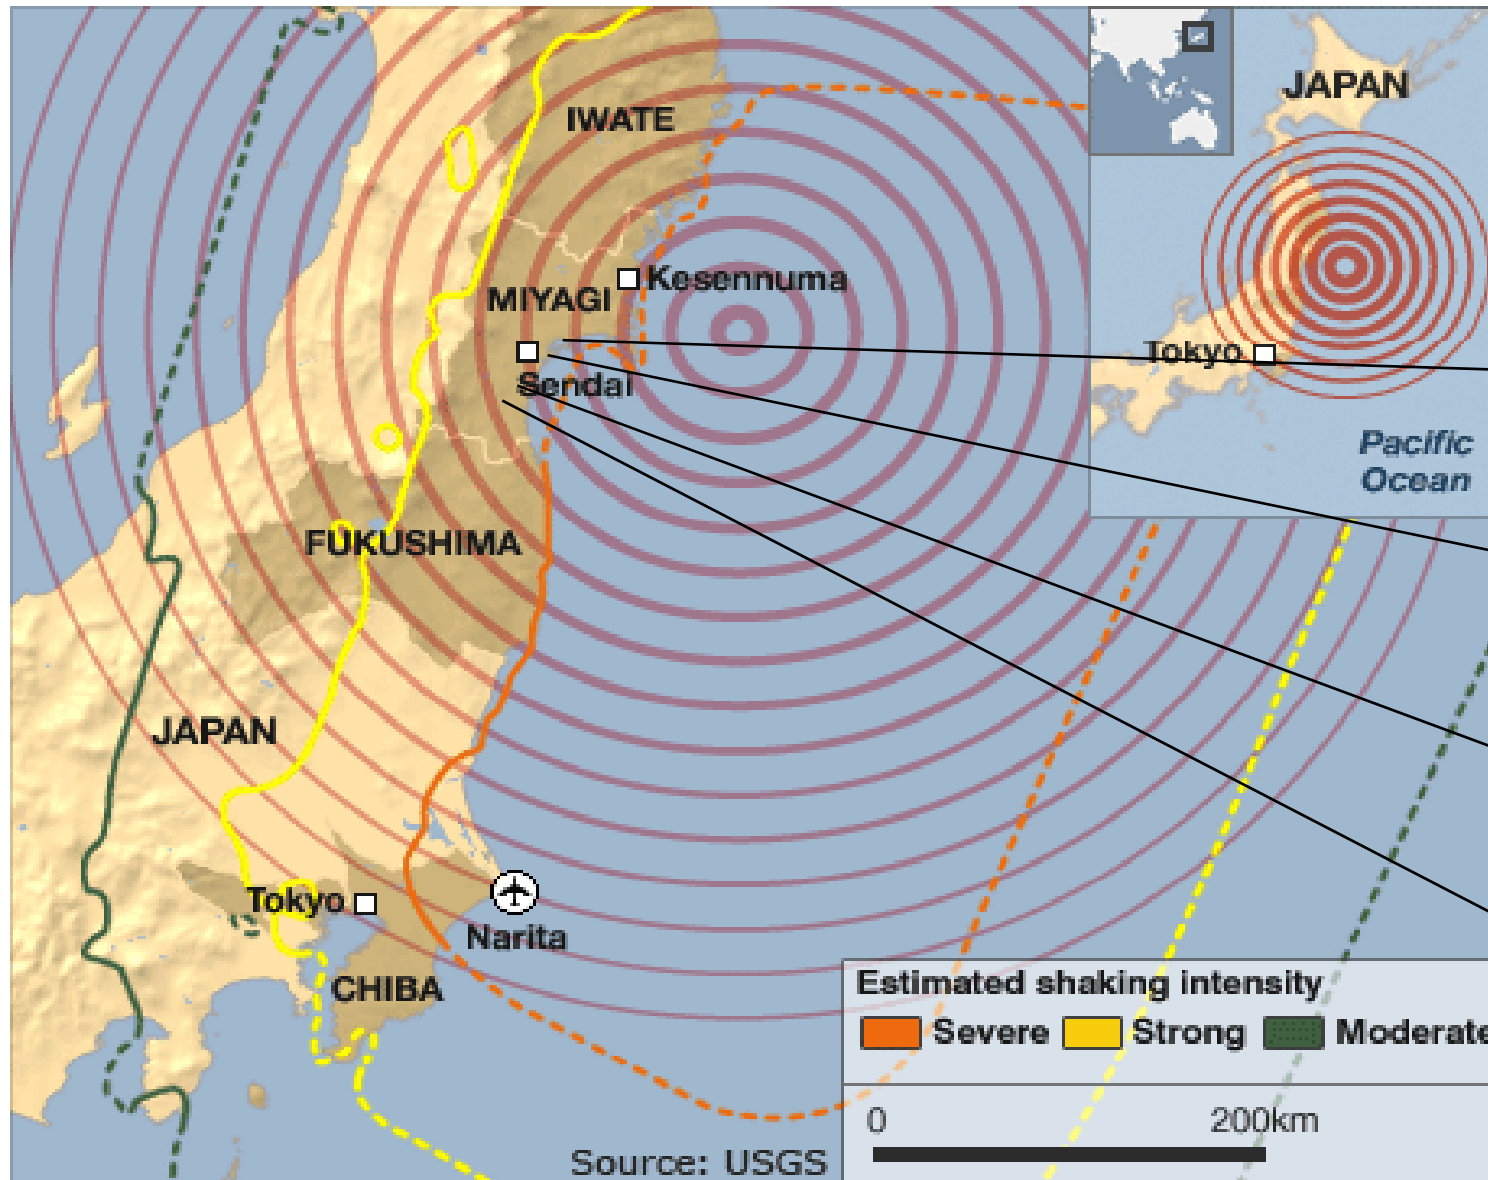 IWATE
Kesennuma
MIYAGI
Sendai
FUKUSHIMA
JAPAN
Tokyo
Narita
CHIBA
JAPAN
Tokyo
Pacific
Ocean
Estimated shaking intensity
Severe Strong Moderate
0 200km
Source: USGS